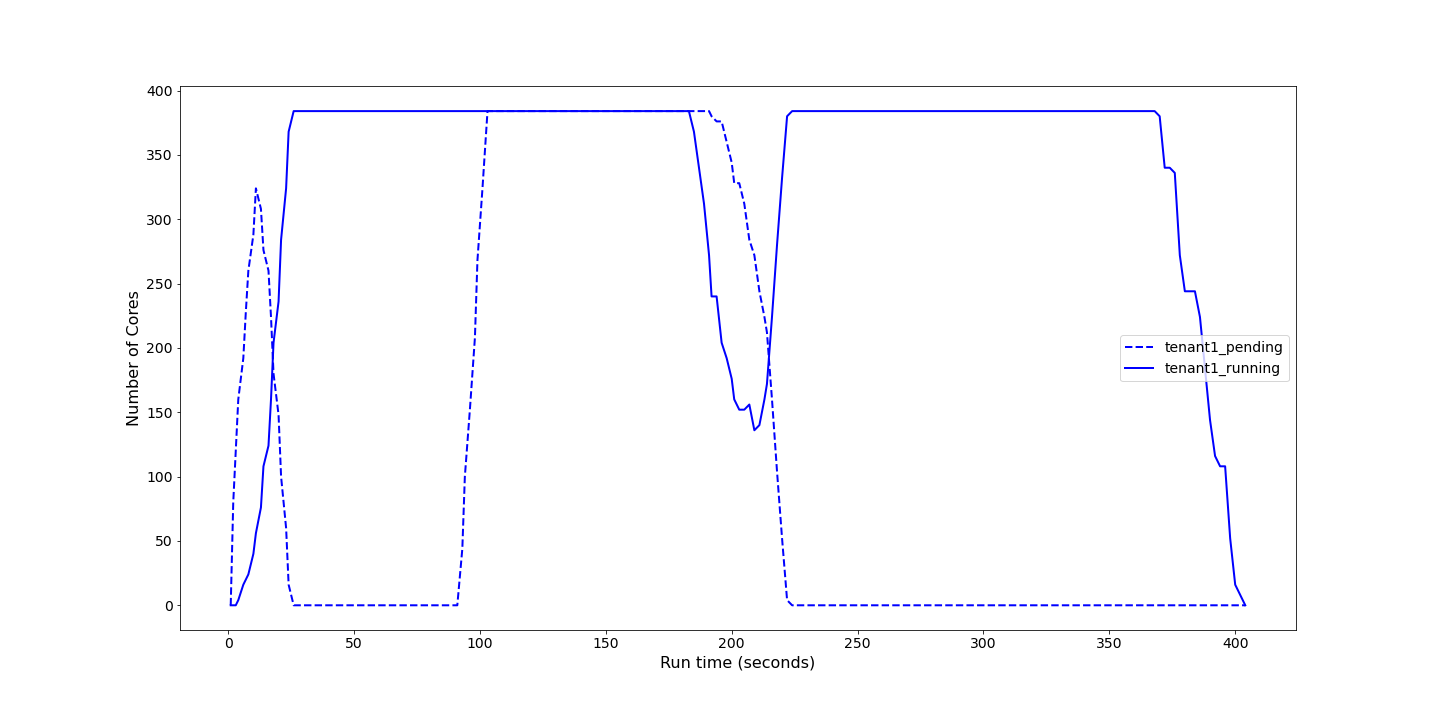 400
350
300
250
200
150
100
50
0
Number of Cores
0 50 100 150 200 250 300 350 400
Run time (seconds)
tenant1_pending
tenant1_running